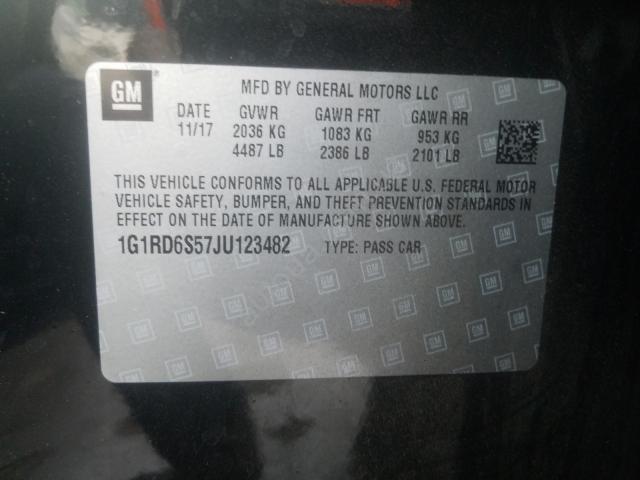 GM MFD BY GENERAL MOTORS LLC
DATE GVWR GAWR FRT GAWR RR
11/17 2036 KG 1083 KG 953 KG
4487 LB 2386 LB 2101 LB
THIS VEHICLE CONFORMS TO ALL APPLICABLE U.S. FEDERAL MOTOR
VEHICLE SAFETY, BUMPER, AND THEFT PREVENTION STANDARDS IN
EFFECT ON THE DATE OF MANUFACTURE SHOWN ABOVE.
1G1RD6S57JU123482 TYPE: PASS CAR